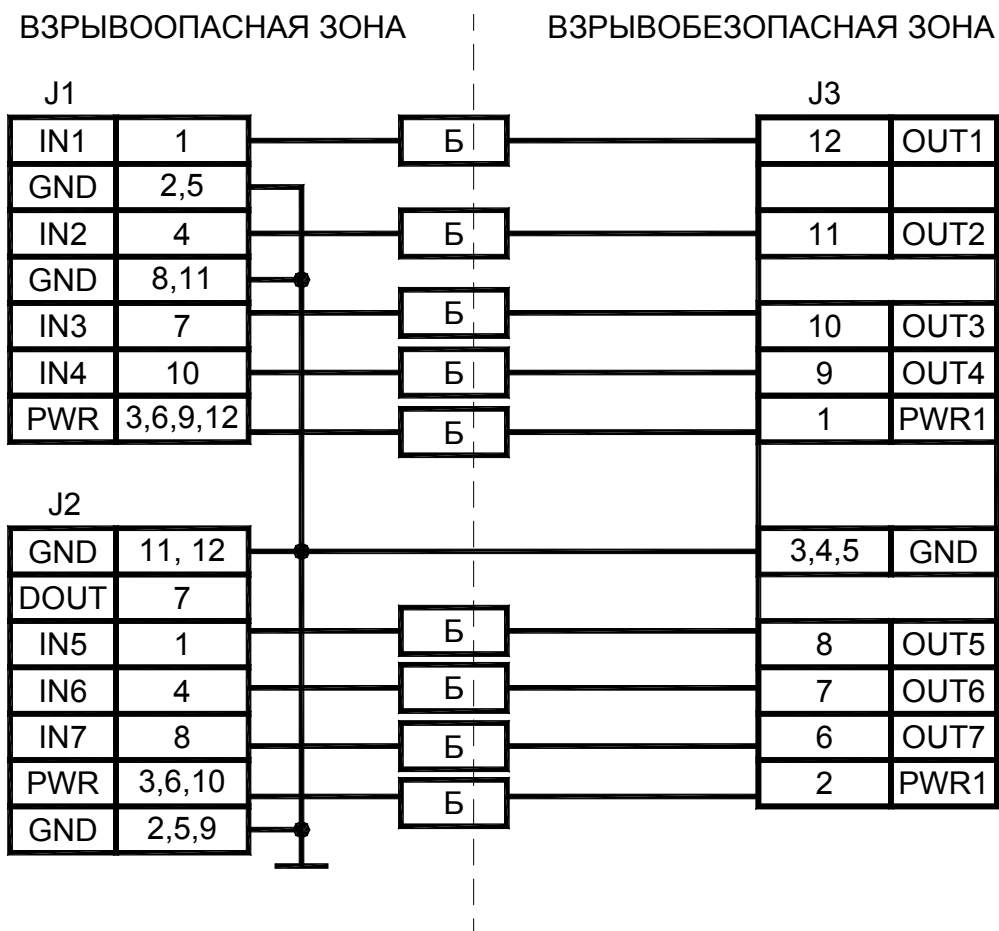 ВЗРЫВООПАСНАЯ ЗОНА ВЗРЫВОБЕЗОПАСНАЯ ЗОНА
J1 J3
IN1 1 Б 12 OUT1
GND 2,5
IN2 4 Б 11 OUT2
GND 8,11
IN3 7 Б 10 OUT3
IN4 10 Б 9 OUT4
PWR 3,6,9,12 Б 1 PWR1
J2
GND 11, 12 3,4,5 GND
DOUT 7
IN5 1 Б 8 OUT5
IN6 4 Б 7 OUT6
IN7 8 Б 6 OUT7
PWR 3,6,10 Б 2 PWR1
GND 2,5,9